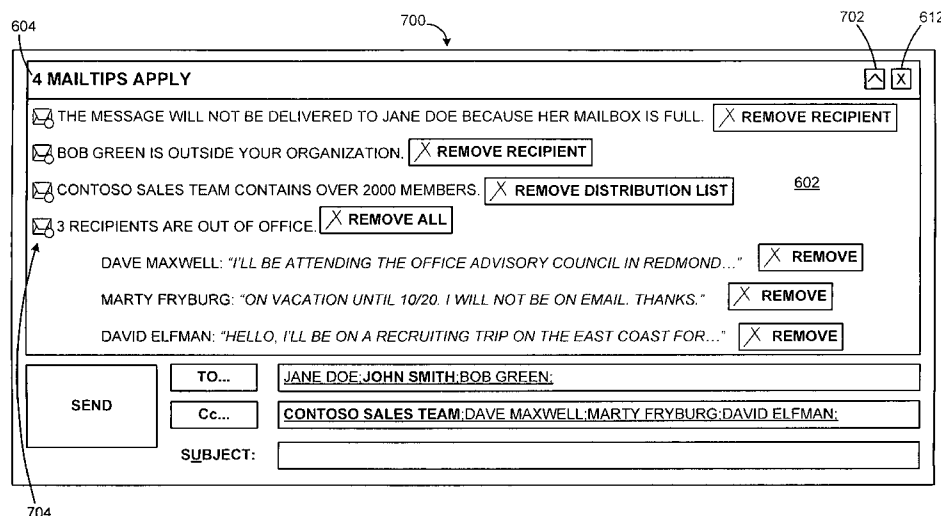 700
702
612
604
4 MAILTIPS APPLY
X
THE MESSAGE WILL NOT BE DELIVERED TO JANE DOE BECAUSE HER MAILBOX IS FULL. X REMOVE RECIPIENT
BOB GREEN IS OUTSIDE YOUR ORGANIZATION. X REMOVE RECIPIENT
CONTOSO SALES TEAM CONTAINS OVER 2000 MEMBERS. X REMOVE DISTRIBUTION LIST
602
3 RECIPIENTS ARE OUT OF OFFICE. X REMOVE ALL
DAVE MAXWELL: "I'LL BE ATTENDING THE OFFICE ADVISORY COUNCIL IN REDMOND..." X REMOVE
MARTY FRYBURG: "ON VACATION UNTIL 10/20. I WILL NOT BE ON EMAIL. THANKS." X REMOVE
DAVID ELFMAN: "HELLO, I'LL BE ON A RECRUITING TRIP ON THE EAST COAST FOR..." X REMOVE
SEND
TO... JANE DOE;JOHN SMITH;BOB GREEN;
Cc... CONTOSO SALES TEAM;DAVE MAXWELL;MARTY FRYBURG;DAVID ELFMAN;
SUBJECT:
704